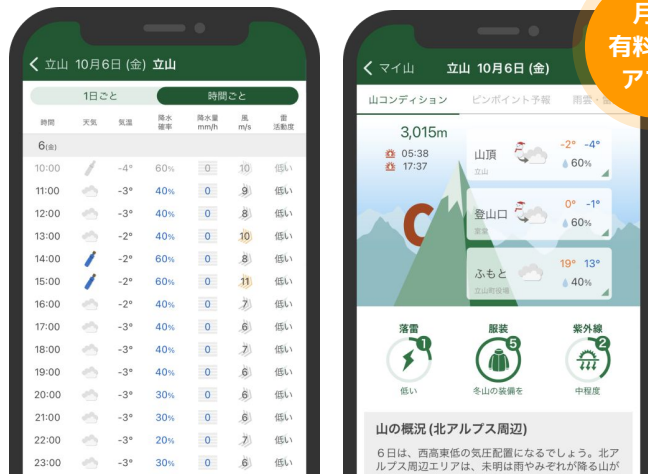 立山 10月6日 (金) 立山
1日ごと 時間ごと
時間 天気 気温 降水確率 降水量mm/h 風m/s 雷活動度
6(金)
10:00 -4° 60% 0 10 低い
11:00 -3° 40% 0 9 低い
12:00 -3° 40% 0 8 低い
13:00 -2° 40% 0 10 低い
14:00 -2° 60% 0 8 低い
15:00 -2° 60% 0 11 低い
16:00 -2° 40% 0 7 低い
17:00 -3° 40% 0 6 低い
18:00 -3° 40% 0 7 低い
19:00 -3° 40% 0 6 低い
20:00 -3° 30% 0 6 低い
21:00 -3° 30% 0 6 低い
22:00 -3° 20% 0 7 低い
23:00 -3° 30% 0 6 低い
有料
マイ山 立山 10月6日 (金)
山コンディション ピンポイント予報 雨雲・
3,015m
05:38
17:37
山頂 -2° -4°
立山 60%
C
登山口 0° -1°
室堂 60%
ふもと 19° 13°
立山町役場 40%
落雷 服装 紫外線
1 5 2
低い 冬山の装備を 中程度
山の概況 (北アルプス周辺)
6日は、西高東低の気圧配置になるでしょう。北ア
ルプス周辺エリアは、未明は雨やみぞれが降る山が